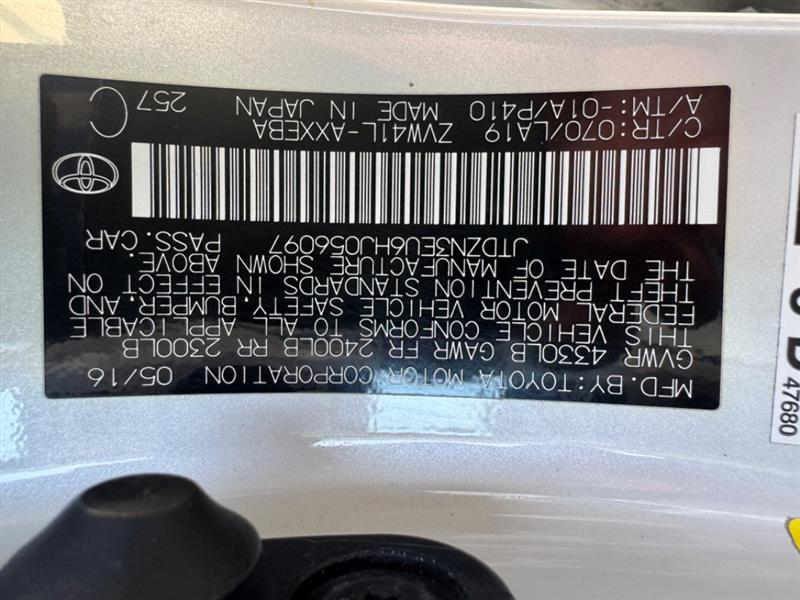 MFD. BY:TOYOTA MOTOR CORPORATION 05/16
GVWR 4330LB GAWR FR 2400LB RR 2300LB
THIS VEHICLE CONFORMS TO ALL APPLICABLE
FEDERAL MOTOR VEHICLE SAFETY, BUMPER, AND
THEFT PREVENTION STANDARDS IN EFFECT ON
THE DATE OF MANUFACTURE SHOWN ABOVE.
JTDZN3EU6HJ056097 PASS. CAR
C/TR:070/LA19 ZVW41L-AXXEBA 257 C
A/TM:-01A/P410 MADE IN JAPAN
47680